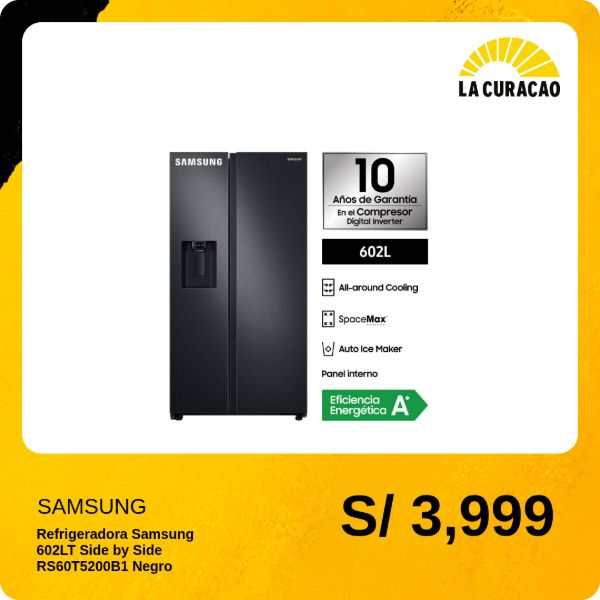 LA CURACAO
SAMSUNG
SAMSUNG
10
Años de Garantía
En el Compresor
Digital Inverter
602L
All-around Cooling
SpaceMax
Auto Ice Maker
Panel interno
Eficiencia
Energética A+
SAMSUNG
Refrigeradora Samsung
602LT Side by Side
RS60T5200B1 Negro
S/ 3,999